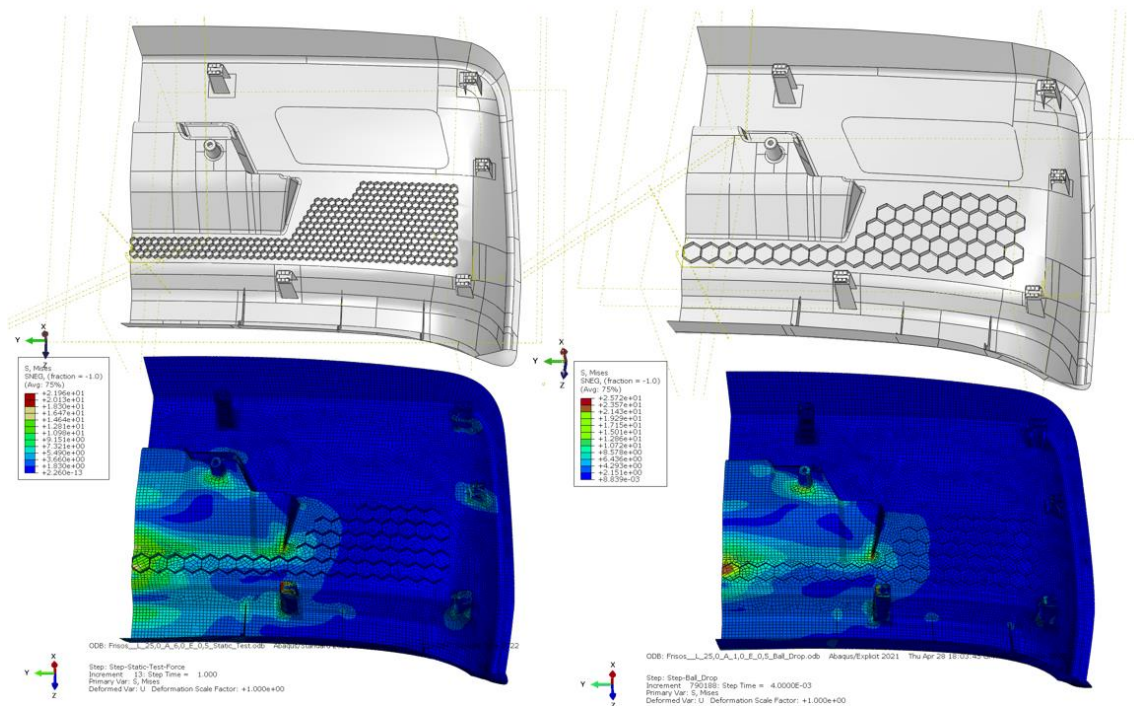 X
Y
Z
S, Mises
SNEG, (fraction = -1.0)
(Avg: 75%)
+2.196e+01
+2.013e+01
+1.830e+01
+1.647e+01
+1.464e+01
+1.281e+01
+1.098e+01
+9.151e+00
+7.321e+00
+5.490e+00
+3.660e+00
+1.830e+00
+2.260e-13
X
Y
Z
S, Mises
SNEG, (fraction = -1.0)
(Avg: 75%)
+2.572e+01
+2.357e+01
+2.143e+01
+1.929e+01
+1.715e+01
+1.501e+01
+1.286e+01
+1.072e+01
+8.578e+00
+6.436e+00
+4.293e+00
+2.151e+00
+8.839e-03
ODB: Frisos__L_25,0_A_6,0_E_0,5_Static_Test.odb Abaqus/Standard 22
X
Y
Z
Step: Step-Static-Test-Force
Increment 13: Step Time = 1.000
Primary Var: S, Mises
Deformed Var: U Deformation Scale Factor: +1.000e+00
ODB: Frisos__L_25,0_A_1,0_E_0,5_Ball_Drop.odb Abaqus/Explicit 2021 Thu Apr 28 18:03:45
X
Y
Z
Step: Step-Ball_Drop
Increment 790188: Step Time = 4.0000E-03
Primary Var: S, Mises
Deformed Var: U Deformation Scale Factor: +1.000e+00